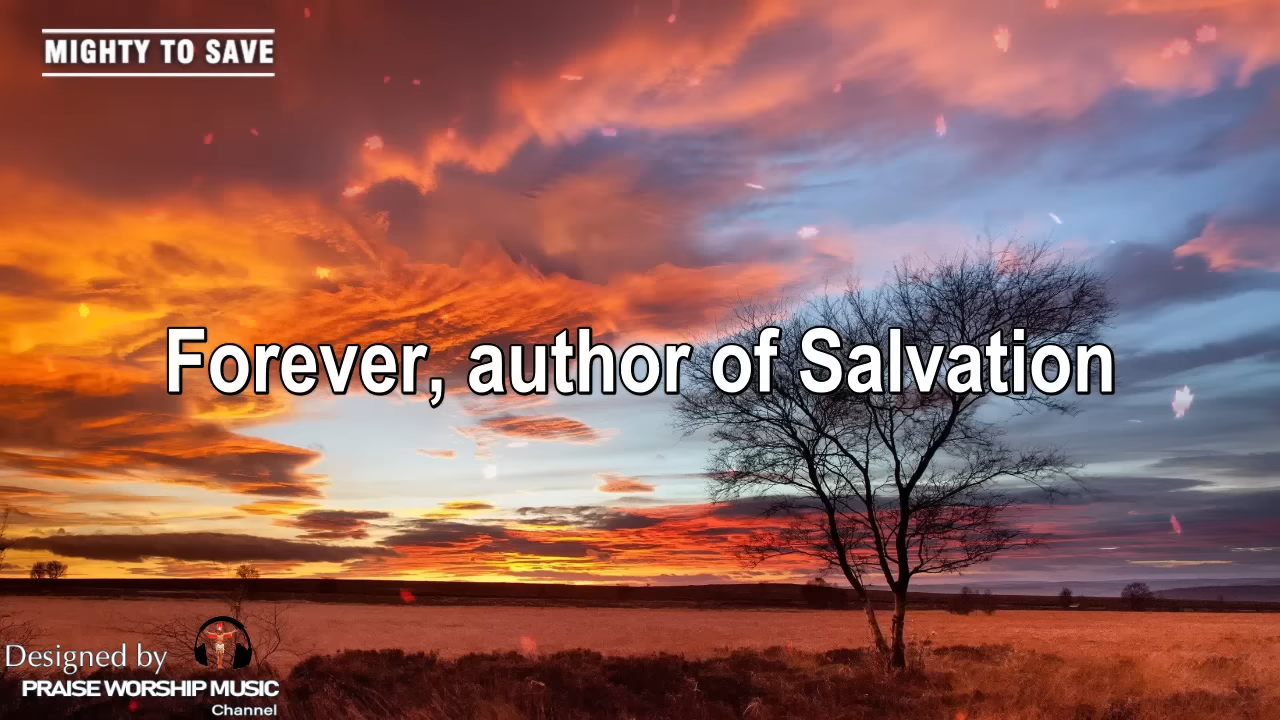 MIGHTY TO SAVE
Forever, author of Salvation
Designed by
PRAISE WORSHIP MUSIC
Channel